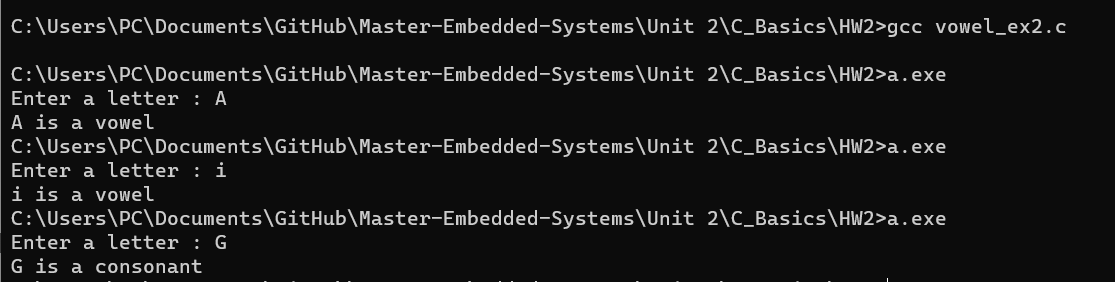 C:\Users\PC\Documents\GitHub\Master-Embedded-Systems\Unit 2\C_Basics\HW2>gcc vowel_ex2.c
C:\Users\PC\Documents\GitHub\Master-Embedded-Systems\Unit 2\C_Basics\HW2>a.exe
Enter a letter : A
A is a vowel
C:\Users\PC\Documents\GitHub\Master-Embedded-Systems\Unit 2\C_Basics\HW2>a.exe
Enter a letter : i
i is a vowel
C:\Users\PC\Documents\GitHub\Master-Embedded-Systems\Unit 2\C_Basics\HW2>a.exe
Enter a letter : G
G is a consonant